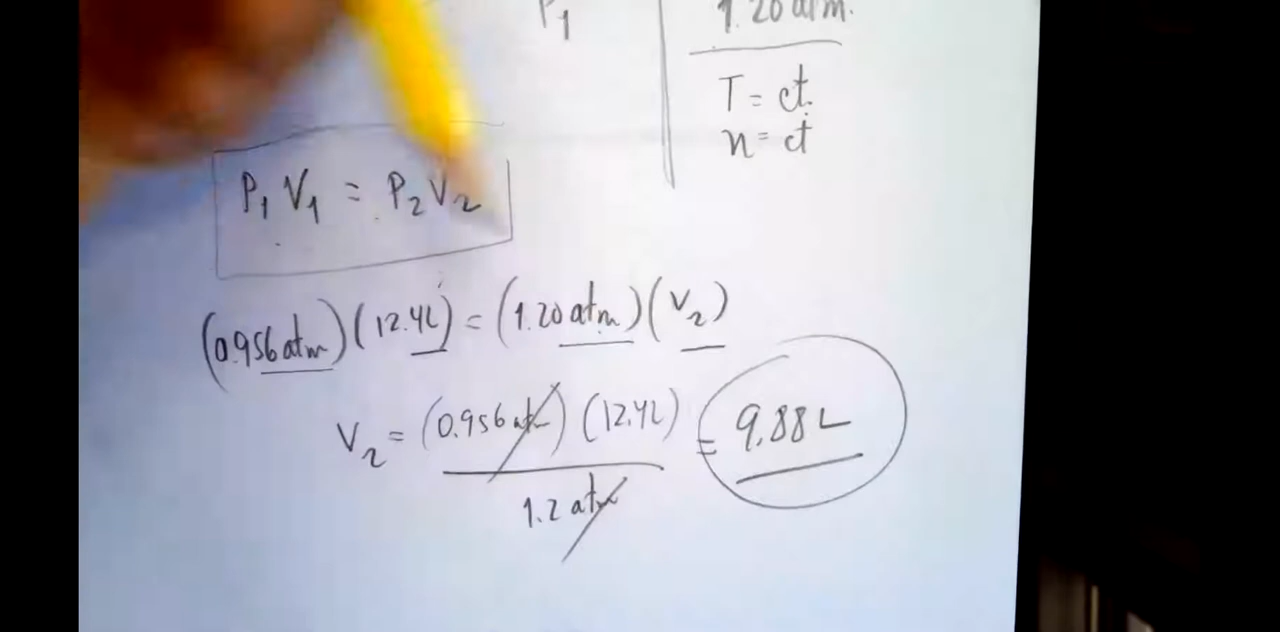 P₁
1.20 atm.
T = ct.
n = ct
P₁ V₁ = P₂ V₂
(0.956 atm) (12.4L) = (1.20 atm) (V₂)
V₂ = (0.956 atm) (12.4L) = 9.88 L
1.2 atm